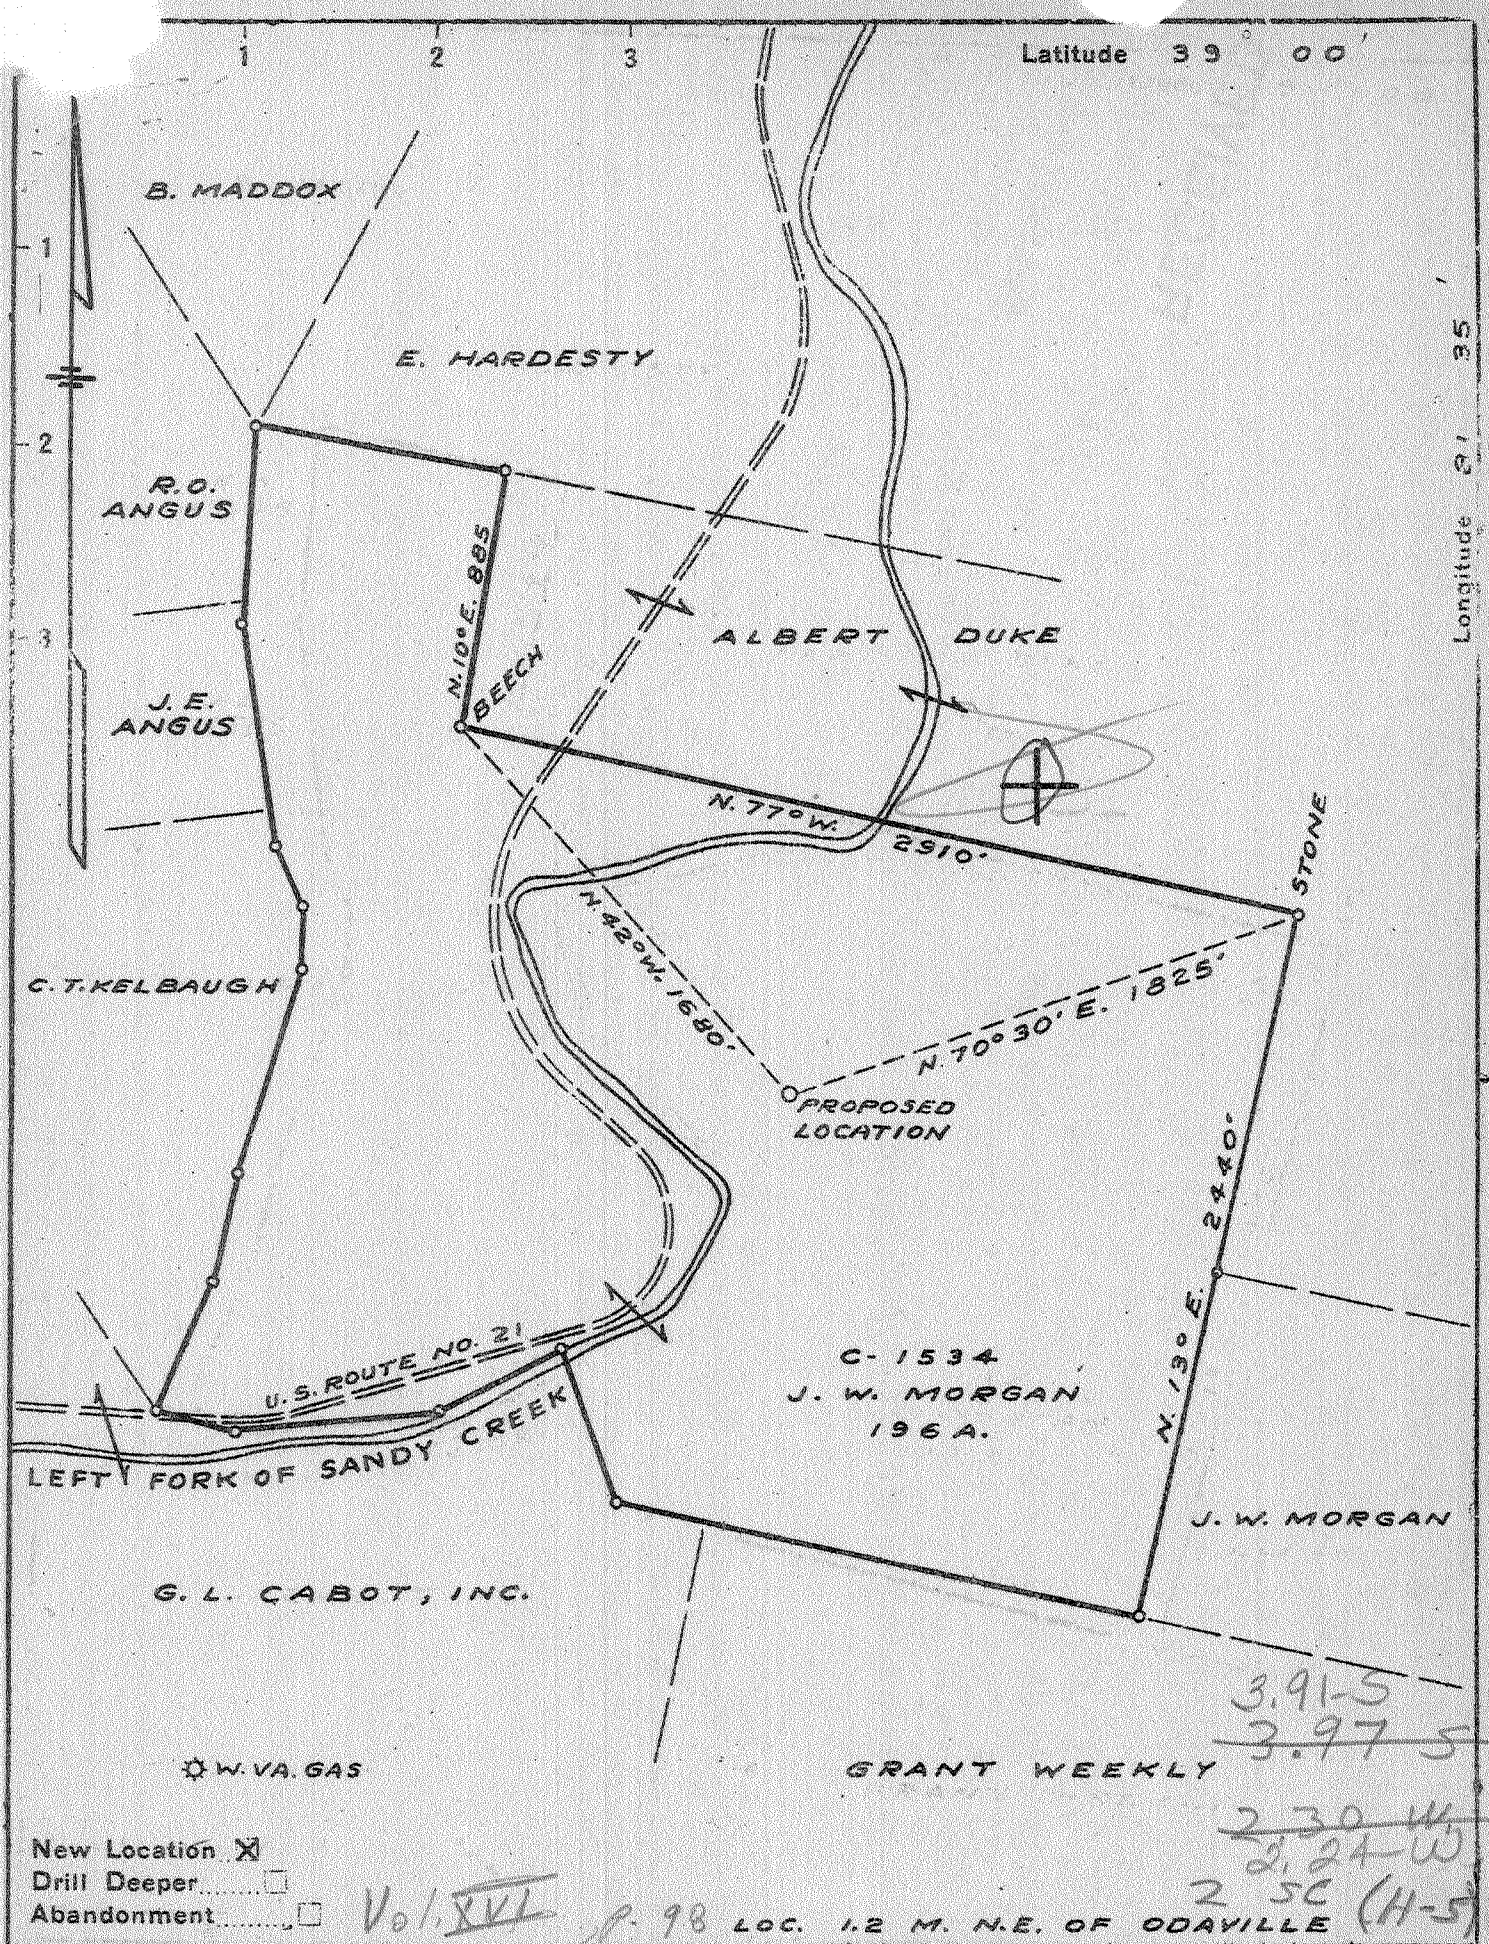 1 2 3
Latitude 39° 00'
B. MADDOX
1
E. HARDESTY
Longitude 81 35'
2
R.O.
ANGUS
N. 10° E. 885
3
ALBERT DUKE
BEECH
J. E.
ANGUS
N. 77° W. 2910'
STONE
N. 42° W. 1680'
C. T. KELBAUGH
N. 70° 30' E. 1825'
PROPOSED
LOCATION
N. 13° E. 2440'
U.S. ROUTE NO. 21
C-1534
J. W. MORGAN
196 A.
LEFT FORK OF SANDY CREEK
J. W. MORGAN
G. L. CABOT, INC.
3.91-S
3.97 S
W. VA. GAS
GRANT WEEKLY
2.30 W.
2.24-W
New Location X
Drill Deeper
Abandonment
2 SC (H-5)
Vol. XVI p. 98
LOC. 1.2 M. N.E. OF ODAVILLE